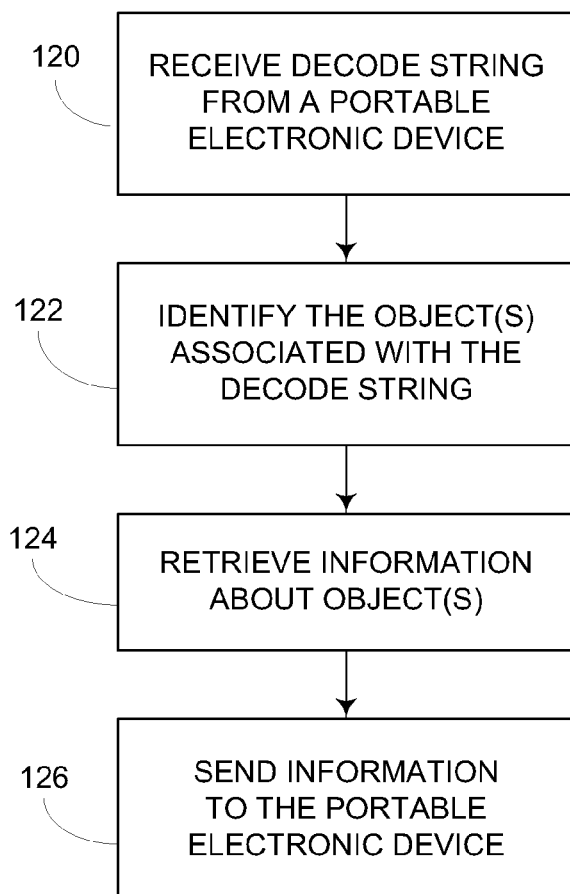 120
RECEIVE DECODE STRING
FROM A PORTABLE
ELECTRONIC DEVICE
122
IDENTIFY THE OBJECT(S)
ASSOCIATED WITH THE
DECODE STRING
124
RETRIEVE INFORMATION
ABOUT OBJECT(S)
126
SEND INFORMATION
TO THE PORTABLE
ELECTRONIC DEVICE